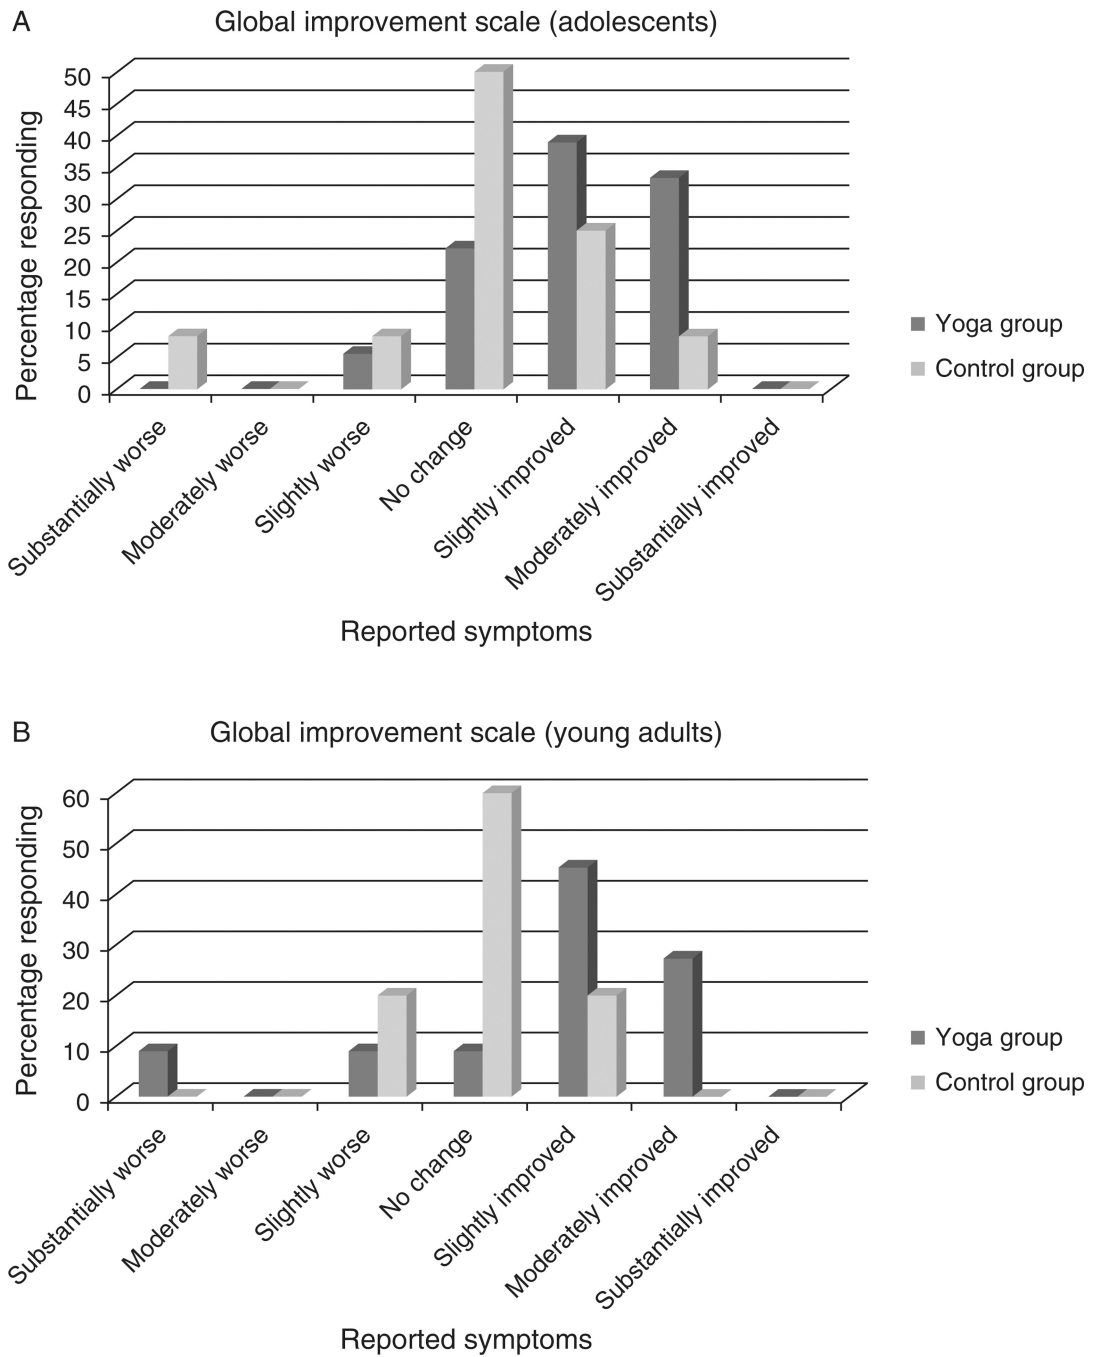 A
Global improvement scale (adolescents)
Percentage responding
50
45
40
35
30
25
20
15
10
5
0
Substantially worse
Moderately worse
Slightly worse
No change
Slightly improved
Moderately improved
Substantially improved
Reported symptoms
Yoga group
Control group
B
Global improvement scale (young adults)
Percentage responding
60
50
40
30
20
10
0
Substantially worse
Moderately worse
Slightly worse
No change
Slightly improved
Moderately improved
Substantially improved
Reported symptoms
Yoga group
Control group